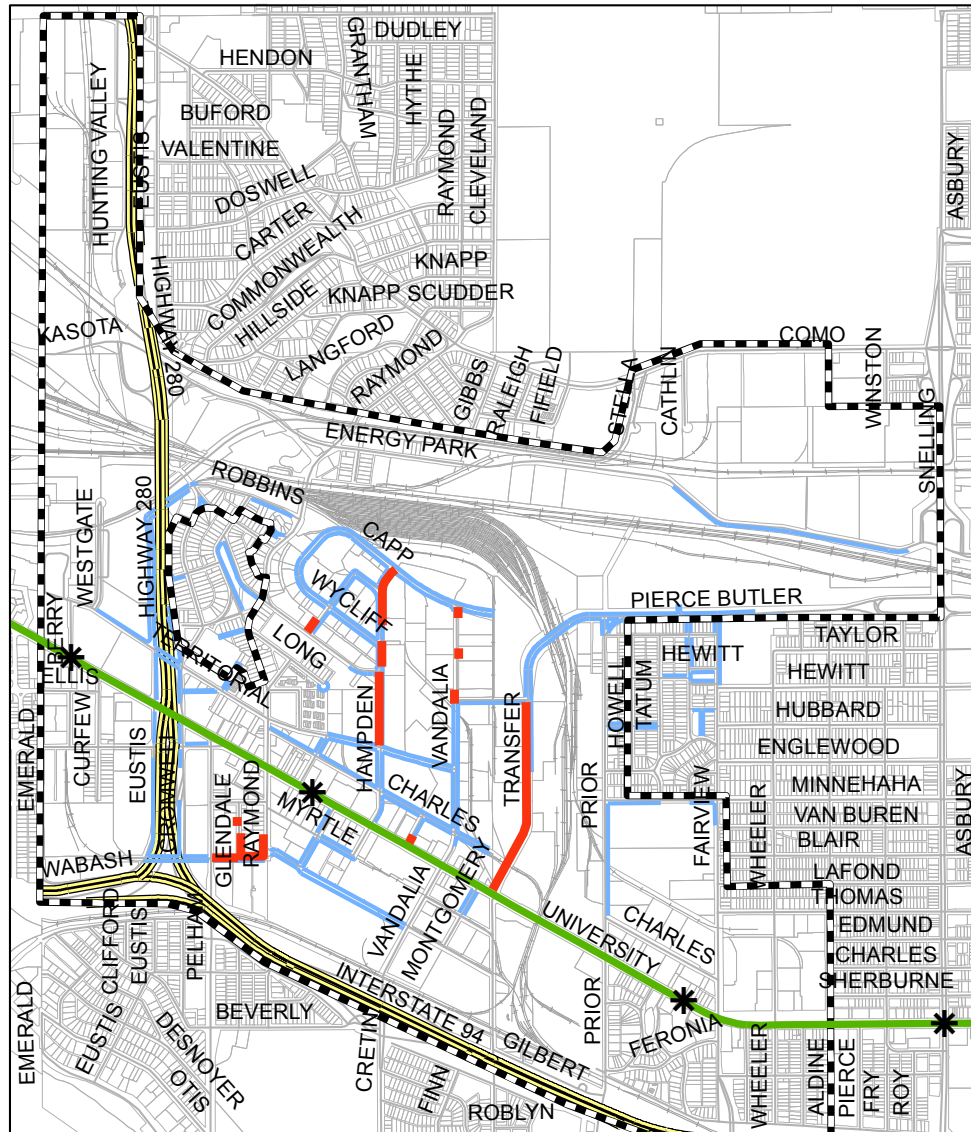 DUDLEY
GRANTHAM
HENDON
HYTHE
HUNTING VALLEY
BUFORD
RAYMOND
CLEVELAND
EUSTIS
VALENTINE
ASBURY
DOSWELL
CARTER
COMMONWEALTH
KNAPP
HIGHWAY 280
HILLSIDE
KNAPP
SCUDDER
KASOTA
LANGFORD
RAYMOND
COMO
GIBBS
RALEIGH
FIFIELD
STELLA
CATHLIN
WINSTON
ENERGY PARK
SNELLING
ROBBINS
WESTGATE
HIGHWAY 280
CAPP
WYCLIFF
PIERCE BUTLER
BERRY
TERRITORIAL
LONG
TAYLOR
HEWITT
ELLIS
HEWITT
HOWELL
TATUM
HUBBARD
CURFEW
HAMPDEN
VANDALIA
TRANSFER
ENGLEWOOD
EMERALD
EUSTIS
CROMWELL
MINNEHAHA
GLENDALE
RAYMOND
MYRTLE
CHARLES
PRIOR
FAIRVIEW
WHEELER
VAN BUREN
ASBURY
BLAIR
WABASH
MONTGOMERY
LAFOND
THOMAS
CLIFFORD
EUSTIS
PELHA
VANDALIA
UNIVERSITY
CHARLES
EDMUND
CHARLES
SHERBURNE
INTERSTATE 94
BEVERLY
EMERALD
EUSTIS
DESNOYER
OTIS
CRETIN
GILBERT
PRIOR
FERONIA
FINN
ROBLYN
WHEELER
ALDINE
PIERCE
FRY
ROY